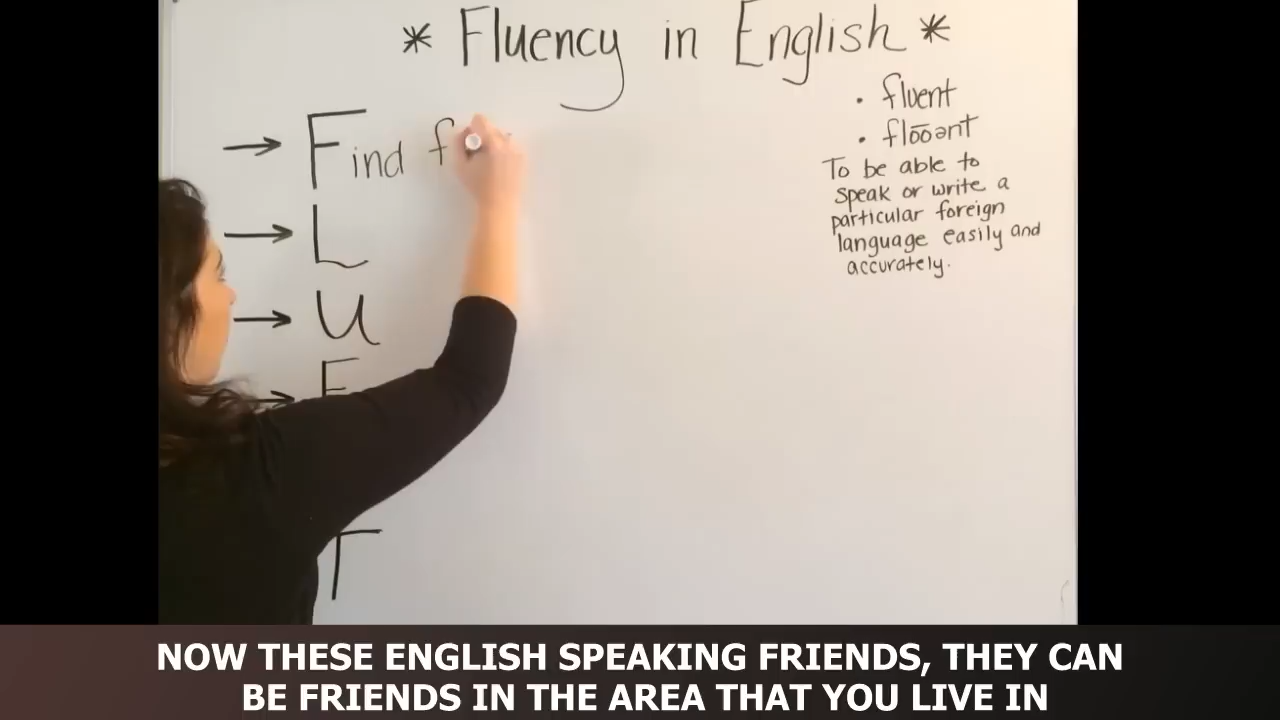 * Fluency in English *
• fluent
• flōōənt
To be able to
speak or write a
particular foreign
language easily and
accurately.
→ Find f
→ L
→ U
→ E
T
NOW THESE ENGLISH SPEAKING FRIENDS, THEY CAN
BE FRIENDS IN THE AREA THAT YOU LIVE IN